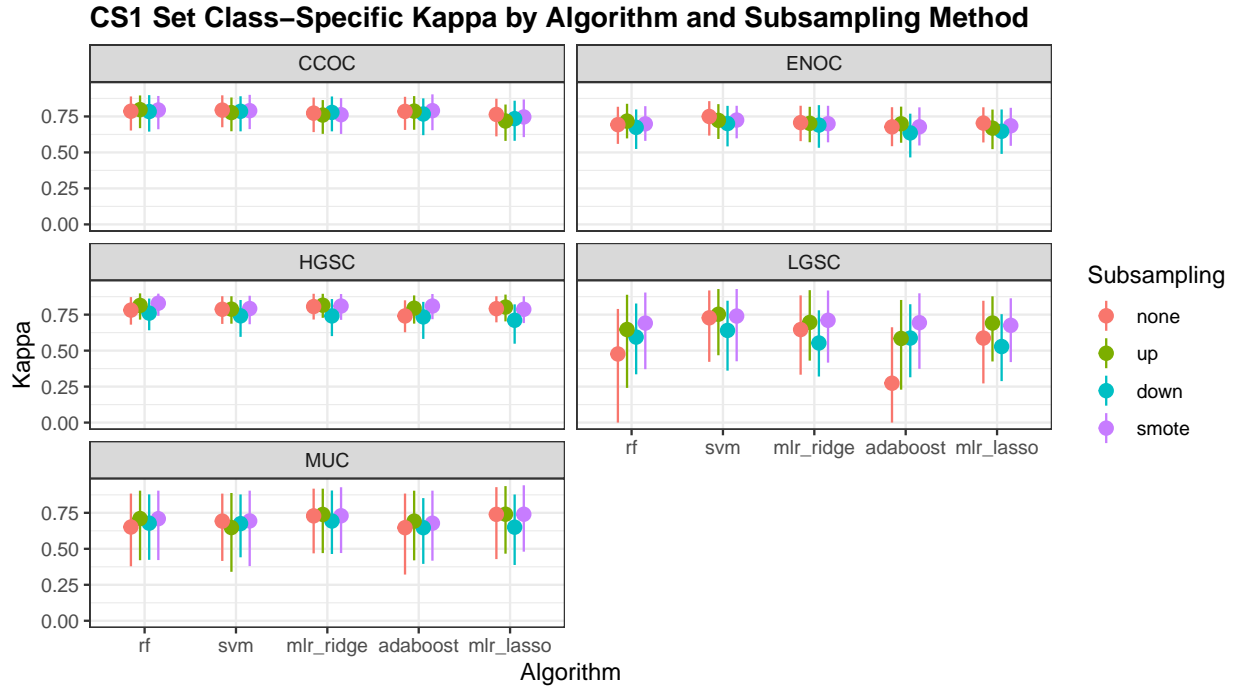 CS1 Set Class−Specific Kappa by Algorithm and Subsampling Method
CCOC
ENOC
0.75
0.50
0.25
0.00
HGSC
LGSC
0.75
0.50
0.25
0.00
rf svm mlr_ridge adaboost mlr_lasso
MUC
0.75
0.50
0.25
0.00
rf svm mlr_ridge adaboost mlr_lasso
Kappa
Algorithm
Subsampling
none
up
down
smote